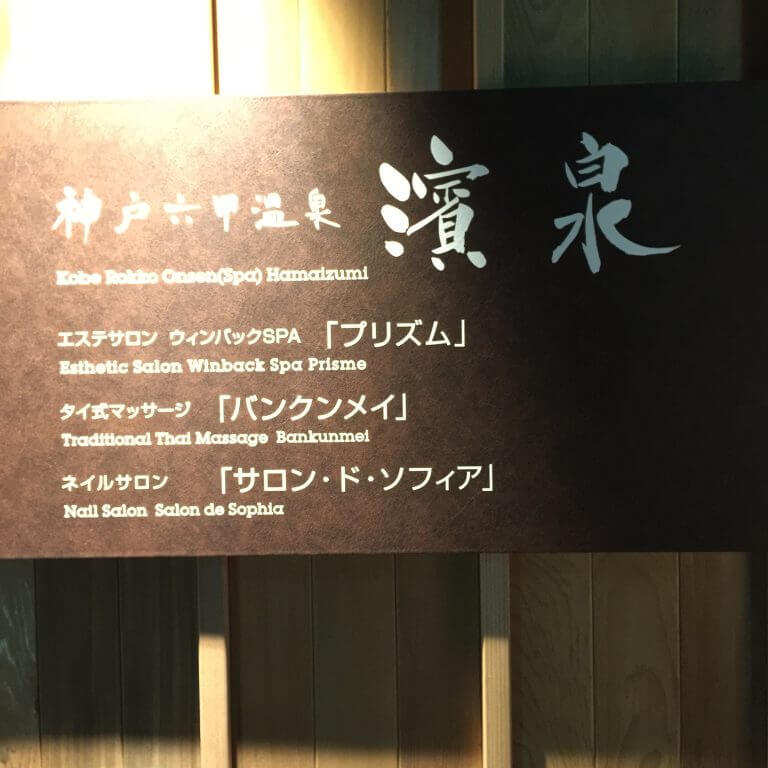 神戸六甲温泉 濱泉
Kobe Rokko Onsen(Spa) Hamaizumi
エステサロン ウィンバックSPA 「プリズム」
Esthetic Salon Winback Spa Prisme
タイ式マッサージ 「バンクンメイ」
Traditional Thai Massage Bankunmei
ネイルサロン 「サロン・ド・ソフィア」
Nail Salon Salon de Sophia